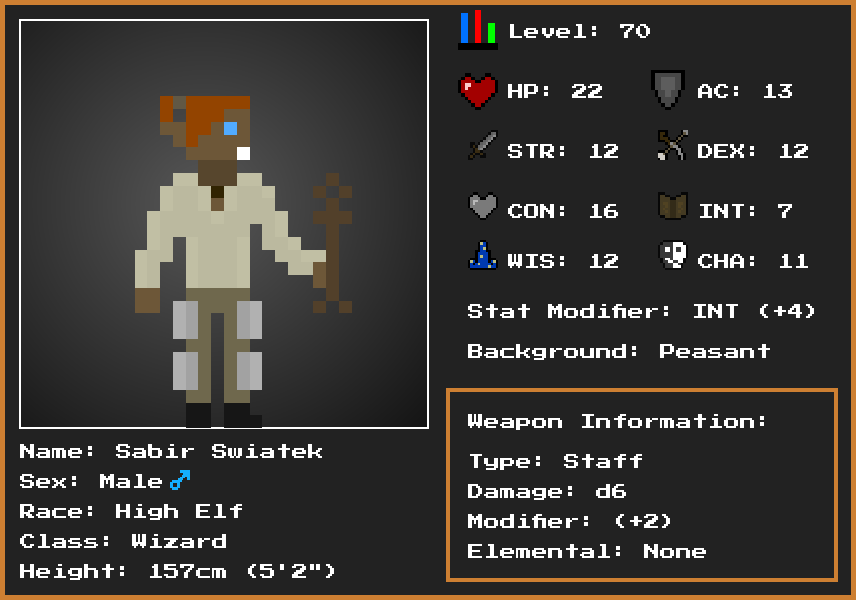 Level: 70
HP: 22 AC: 13
STR: 12 DEX: 12
CON: 16 INT: 7
WIS: 12 CHA: 11
Stat Modifier: INT (+4)
Background: Peasant
Weapon Information:
Type: Staff
Damage: d6
Modifier: (+2)
Elemental: None
Name: Sabir Swiatek
Sex: Male♂
Race: High Elf
Class: Wizard
Height: 157cm (5'2")